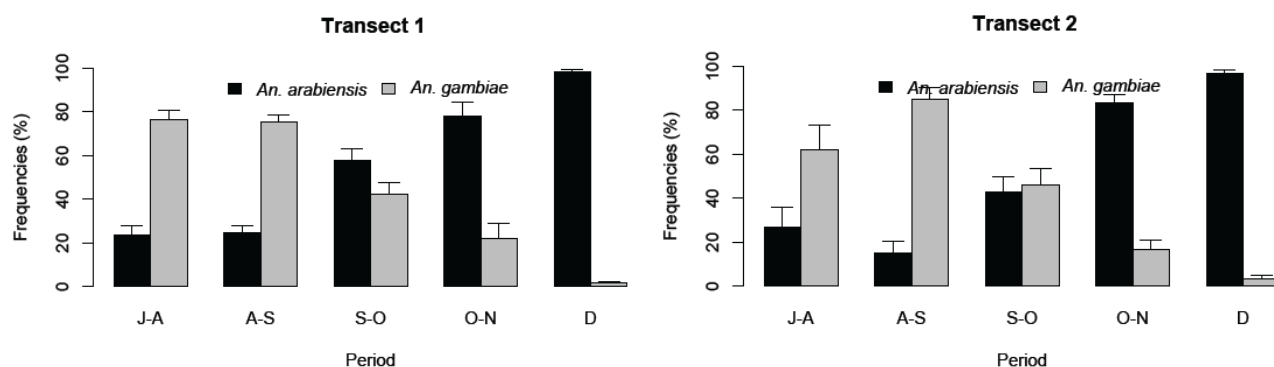 Transect 1
An. arabiensis An. gambiae
Frequencies (%)
100
80
60
40
20
0
J-A A-S S-O O-N D
Period
Transect 2
An. arabiensis An. gambiae
Frequencies (%)
100
80
60
40
20
0
J-A A-S S-O O-N D
Period